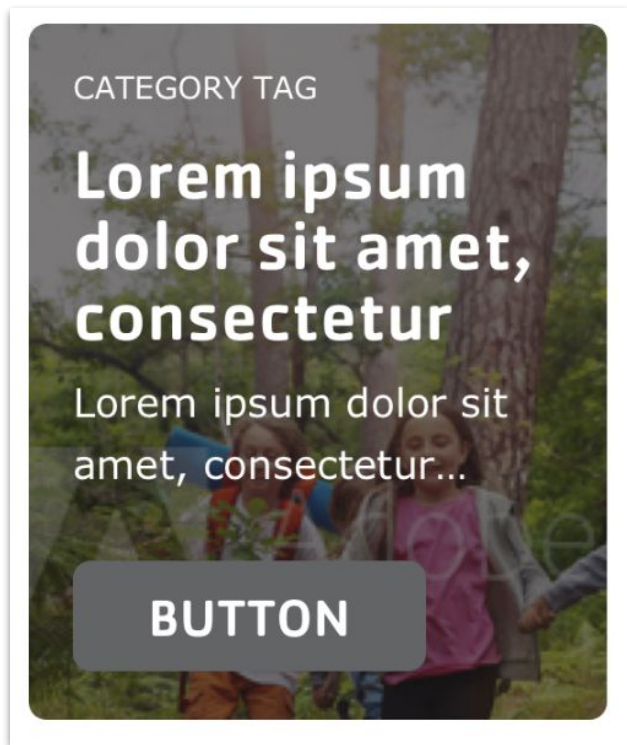 CATEGORY TAG
Lorem ipsum
dolor sit amet,
consectetur
Lorem ipsum dolor sit
amet, consectetur...
BUTTON